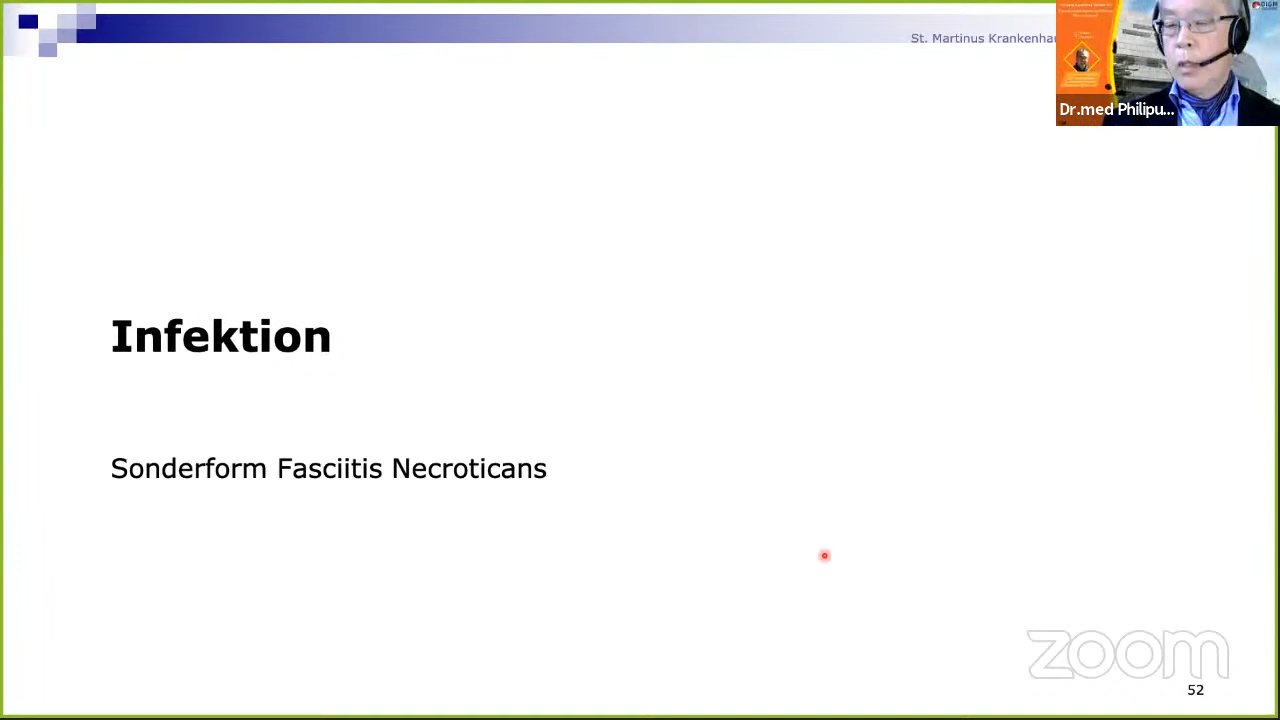 St. Martinus Krankenhau
Dr.med Philipu...
Infektion
Sonderform Fasciitis Necroticans
zoom
52